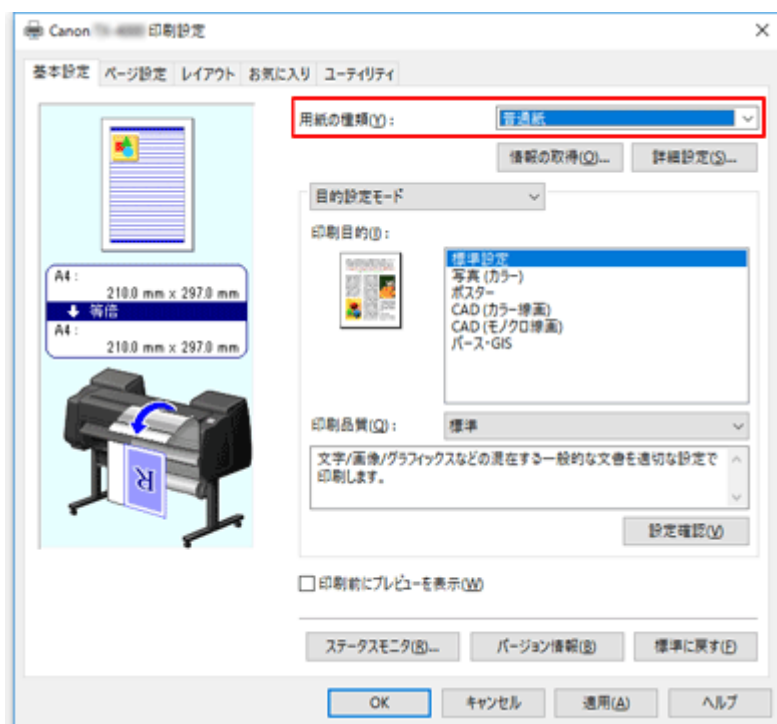 Canon 印刷設定
基本設定 ページ設定 レイアウト お気に入り ユーティリティ
用紙の種類(Y): 普通紙
情報の取得(O)... 詳細設定(S)...
目的設定モード
印刷目的(I):
標準設定
写真 (カラー)
ポスター
CAD (カラー線画)
CAD (モノクロ線画)
パース・GIS
A4 :
210.0 mm x 297.0 mm
等倍
A4 :
210.0 mm x 297.0 mm
R
印刷品質(Q): 標準
文字/画像/グラフィックスなどの混在する一般的な文書を適切な設定で
印刷します。
設定確認(V)
印刷前にプレビューを表示(W)
ステータスモニタ(R)... バージョン情報(B) 標準に戻す(F)
OK キャンセル 適用(A) ヘルプ